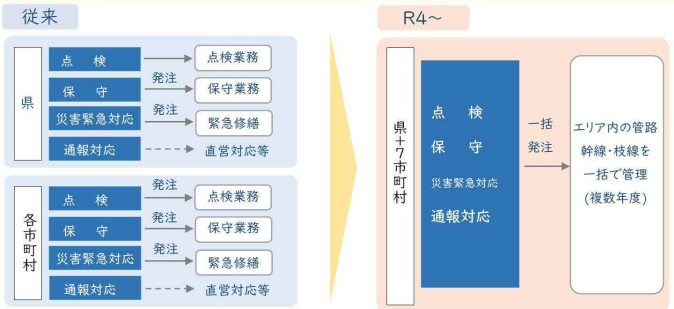 従来
県
点 検
発注
点検業務
保 守
発注
保守業務
災害緊急対応
発注
緊急修繕
通報対応
直営対応等
各市町村
点 検
発注
点検業務
保 守
発注
保守業務
災害緊急対応
発注
緊急修繕
通報対応
直営対応等
R4～
県+7市町村
点 検
保 守
災害緊急対応
通報対応
一括
発注
エリア内の管路
幹線・枝線を
一括で管理
(複数年度)